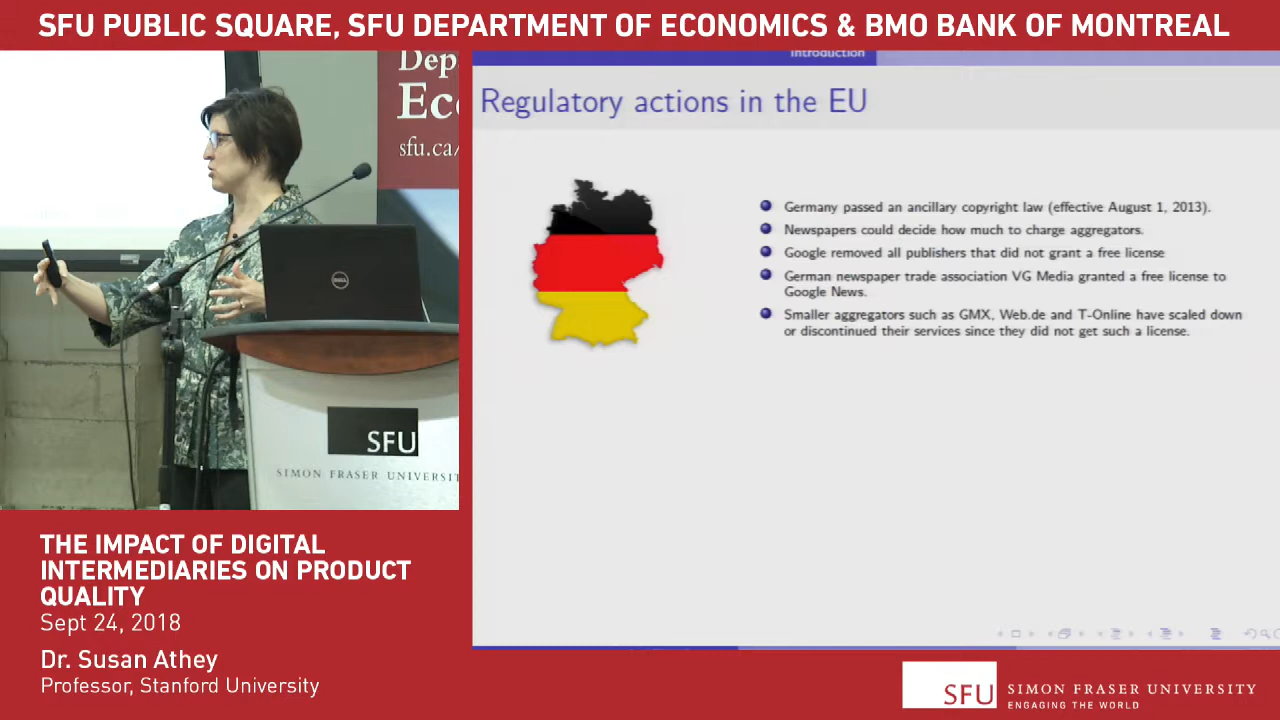 SFU PUBLIC SQUARE, SFU DEPARTMENT OF ECONOMICS & BMO BANK OF MONTREAL
sfu.ca/
DELL
SFU
SIMON FRASER UNIVERSIT
Introduction
Regulatory actions in the EU
Germany passed an ancillary copyright law (effective August 1, 2013).
Newspapers could decide how much to charge aggregators.
Google removed all publishers that did not grant a free license
German newspaper trade association VG Media granted a free license to
Google News.
Smaller aggregators such as GMX, Web.de and T-Online have scaled down
or discontinued their services since they did not get such a license.
THE IMPACT OF DIGITAL
INTERMEDIARIES ON PRODUCT
QUALITY
Sept 24, 2018
Dr. Susan Athey
Professor, Stanford University
SFU
SIMON FRASER UNIVERSITY
ENGAGING THE WORLD